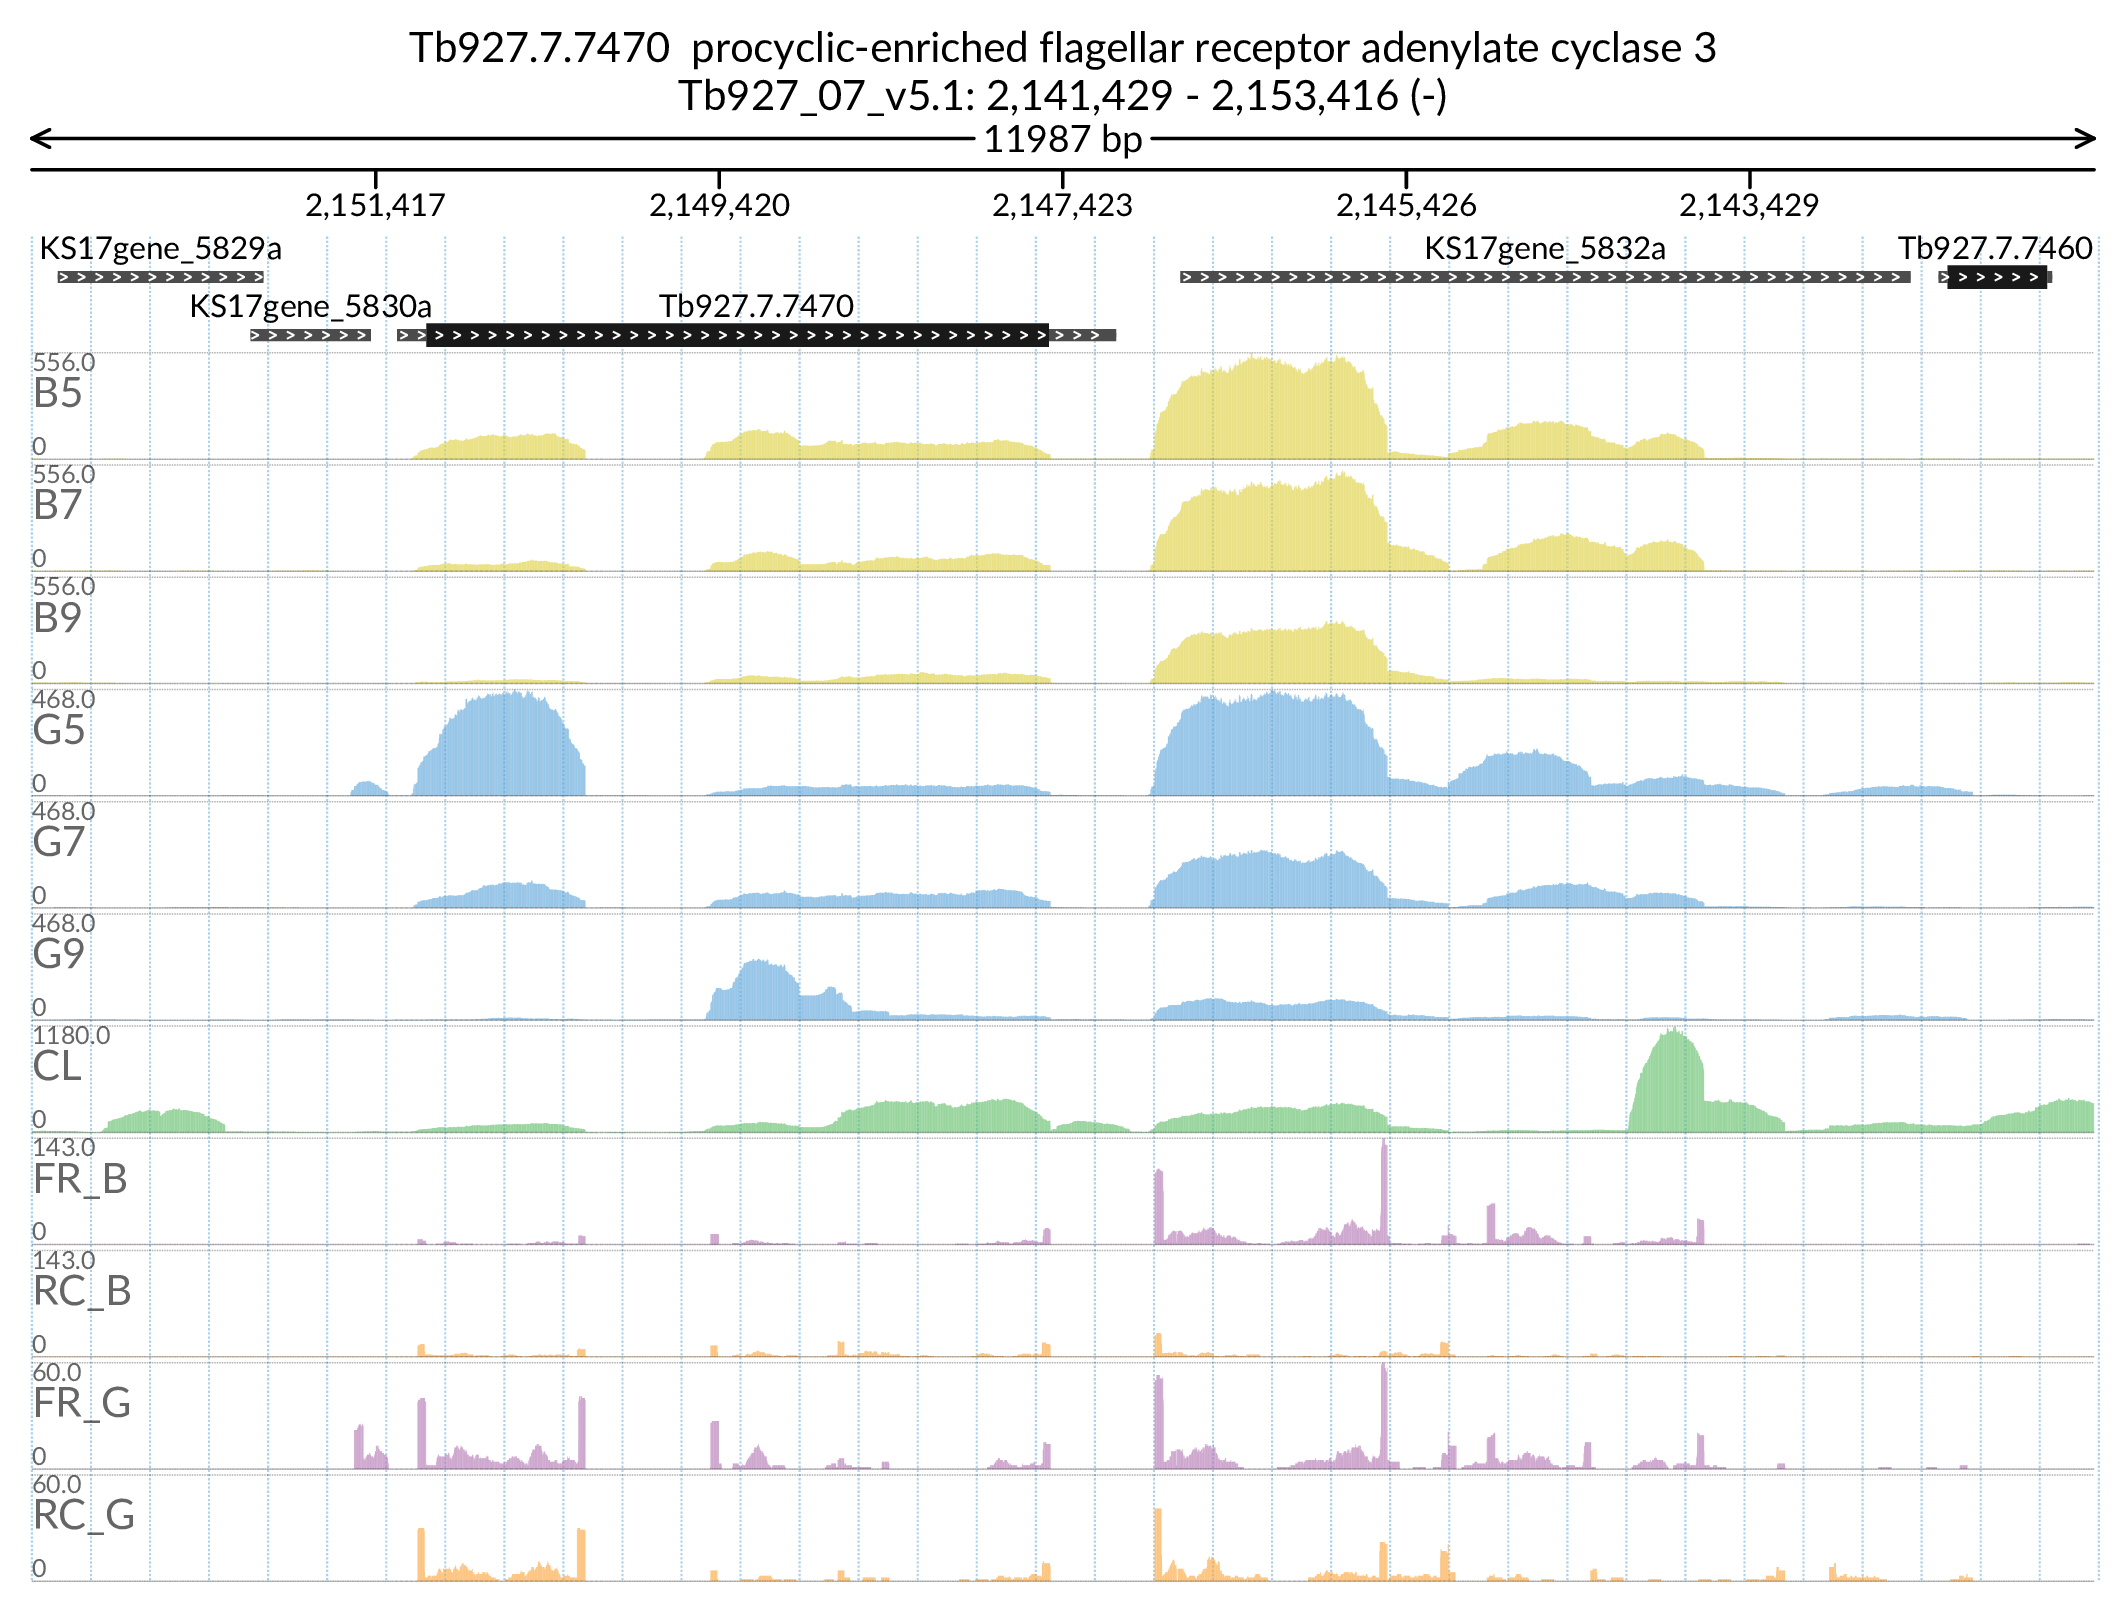 Tb927.7.7470 procyclic-enriched flagellar receptor adenylate cyclase 3
Tb927_07_v5.1: 2,141,429 - 2,153,416 (-)
11987 bp
2,151,417 2,149,420 2,147,423 2,145,426 2,143,429
KS17gene_5829a KS17gene_5832a Tb927.7.7460
KS17gene_5830a Tb927.7.7470
556.0
B5
0
556.0
B7
0
556.0
B9
0
468.0
G5
0
468.0
G7
0
468.0
G9
0
1180.0
CL
0
143.0
FR_B
0
143.0
RC_B
0
60.0
FR_G
0
60.0
RC_G
0